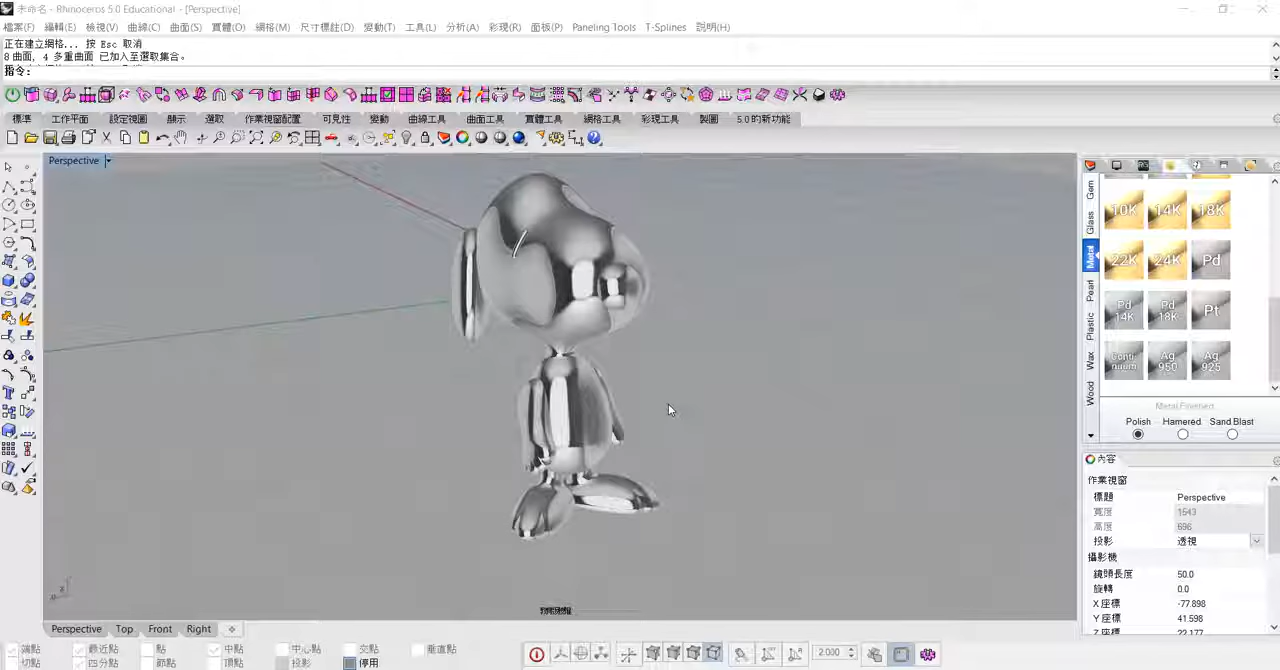 未命名 - Rhinoceros 5.0 Educational - [Perspective]
檔案(F) 編輯(E) 檢視(V) 曲線(C) 曲面(S) 實體(O) 網格(M) 尺寸標註(D) 變動(T) 工具(L) 分析(A) 彩現(R) 面板(P) Paneling Tools T-Splines 說明(H)
正在建立網格... 按 Esc 取消
8 曲面, 4 多重曲面 已加入至選取集合。
指令:
標準 工作平面 設定視圖 顯示 選取 作業視窗配置 可見性 變動 曲線工具 曲面工具 實體工具 網格工具 彩現工具 製圖 5.0 的新功能
Perspective
Gem
Glass
Metal
Pearl
Plastic
Wax
Wood
10K 14K 18K
22K 24K Pd
Pd 14K Pd 18K Pt
Conti nuum Ag 950 Ag 925
Metal Finished
Polish Hamered Sand Blast
內容
作業視窗
標題 Perspective
寬度 1543
高度 696
投影 透視
攝影機
鏡頭長度 50.0
旋轉 0.0
X 座標 -77.898
Y 座標 41.598
Z 座標 22.177
Perspective Top Front Right
端點 最近點 點 中點 中心點 交點 垂直點
切點 四分點 節點 頂點 投影 停用
2.000